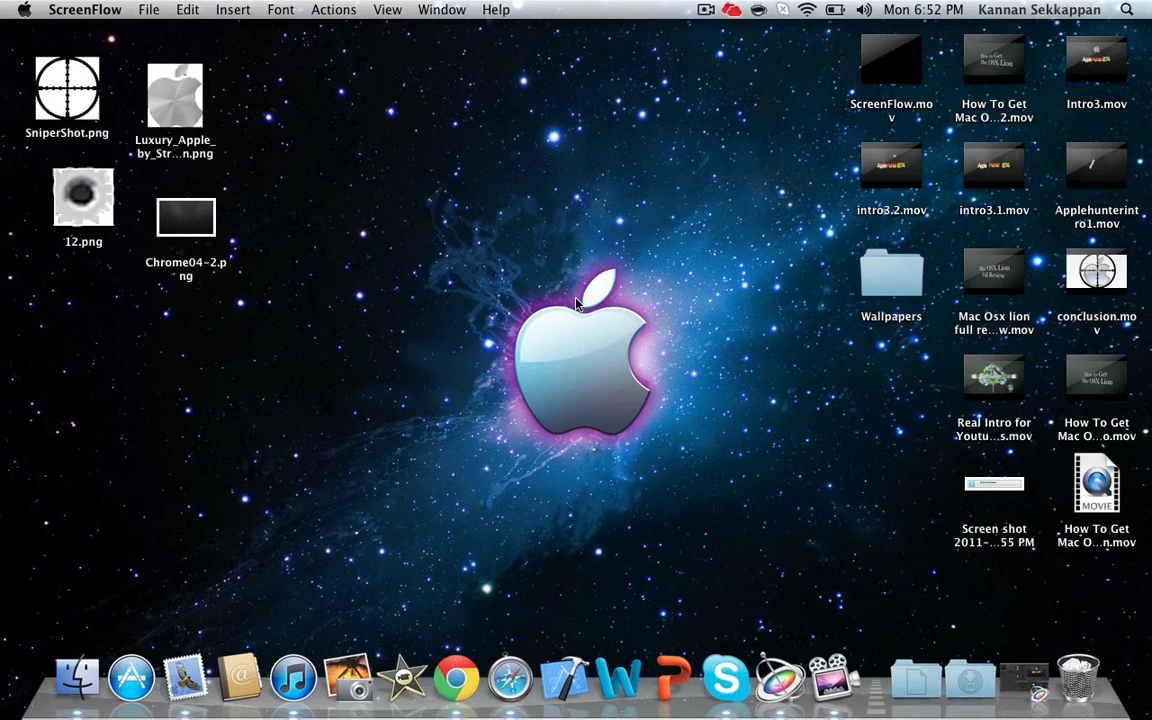 ScreenFlow File Edit Insert View Font Actions Window Help Mon 6:52 PM Kannan Sekkappan
SniperShot.png
Luxury_Apple_
by_Str...n.png
12.png
Chrome04-2.p
ng
ScreenFlow.mo
v
How To Get
Mac O...2.mov
Intro3.mov
intro3.2.mov
intro3.1.mov
Applehunterint
ro1.mov
Wallpapers
Mac Osx lion
full re...w.mov
conclusion.mo
v
Real Intro for
Youtu...s.mov
How To Get
Mac O...o.mov
Screen shot
2011-...55 PM
MOVIE
How To Get
Mac O...n.mov